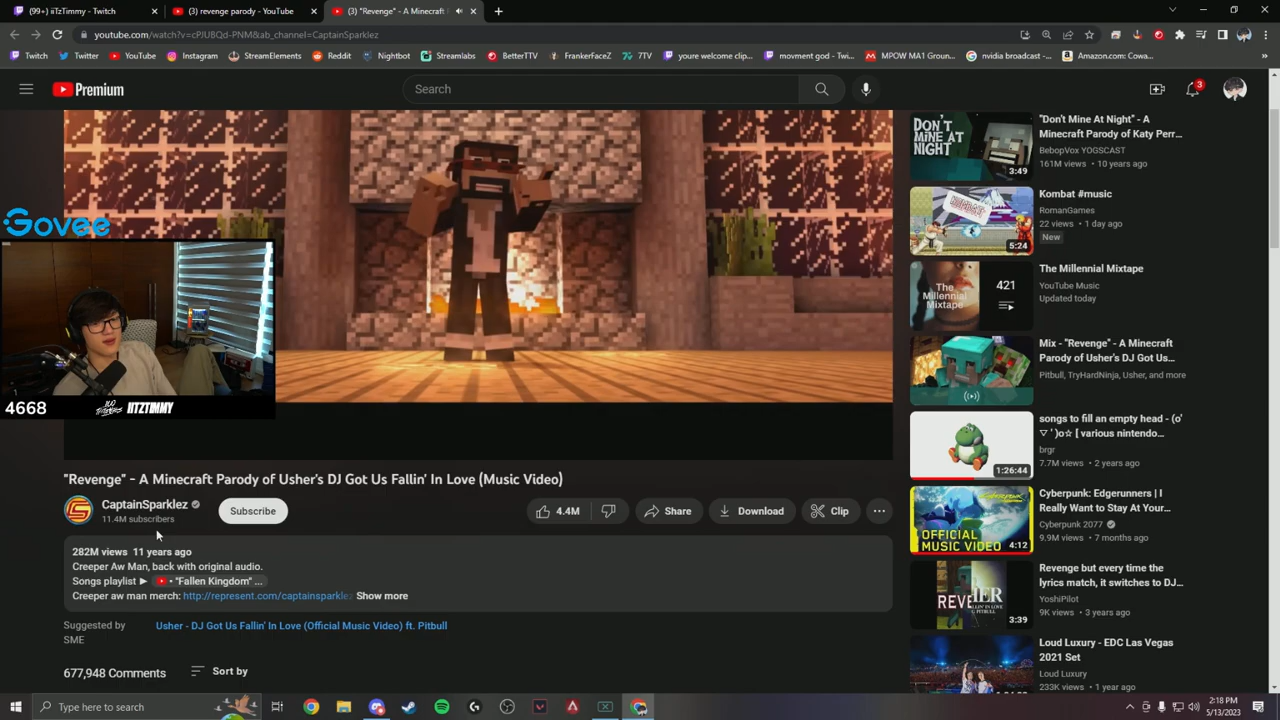 (99+) iiTzTimmy - Twitch
(3) revenge parody - YouTube
(3) "Revenge" - A Minecraft F
youtube.com/watch?v=cPJUBQd-PNM&ab_channel=CaptainSparklez
Twitch
Twitter
YouTube
Instagram
StreamElements
Reddit
Nightbot
Streamlabs
BetterTTV
FrankerFaceZ
7TV
youre welcome clip...
movment god - Twi...
MPOW MA1 Groun...
nvidia broadcast -...
Amazon.com: Cowa...
Premium
Search
3
Govee
4668
IITZTIMMY
"Revenge" - A Minecraft Parody of Usher's DJ Got Us Fallin' In Love (Music Video)
CaptainSparklez
11.4M subscribers
Subscribe
4.4M
Share
Download
Clip
282M views 11 years ago
Creeper Aw Man, back with original audio.
Songs playlist ► • "Fallen Kingdom" ...
Creeper aw man merch: http://represent.com/captainsparklez Show more
Suggested by
SME
Usher - DJ Got Us Fallin' In Love (Official Music Video) ft. Pitbull
677,948 Comments
Sort by
DON'T
MINE AT
NIGHT
3:49
"Don't Mine At Night" - A
Minecraft Parody of Katy Perr...
BebopVox YOGSCAST
161M views • 10 years ago
5:24
Kombat #music
RomanGames
22 views • 1 day ago
New
The
Millennial
Mixtape
421
The Millennial Mixtape
YouTube Music
Updated today
Mix - "Revenge" - A Minecraft
Parody of Usher's DJ Got Us...
Pitbull, TryHardNinja, Usher, and more
1:26:44
songs to fill an empty head - (o'
▽ ' )o☆ [ various nintendo...
brgr
7.7M views • 2 years ago
OFFICIAL
MUSIC VIDEO
4:12
Cyberpunk: Edgerunners | I
Really Want to Stay At Your...
Cyberpunk 2077
9.9M views • 7 months ago
3:39
Revenge but every time the
lyrics match, it switches to DJ...
YoshiPilot
9K views • 3 years ago
Loud Luxury - EDC Las Vegas
2021 Set
Loud Luxury
233K views • 1 year ago
Type here to search
2:18 PM
5/13/2023